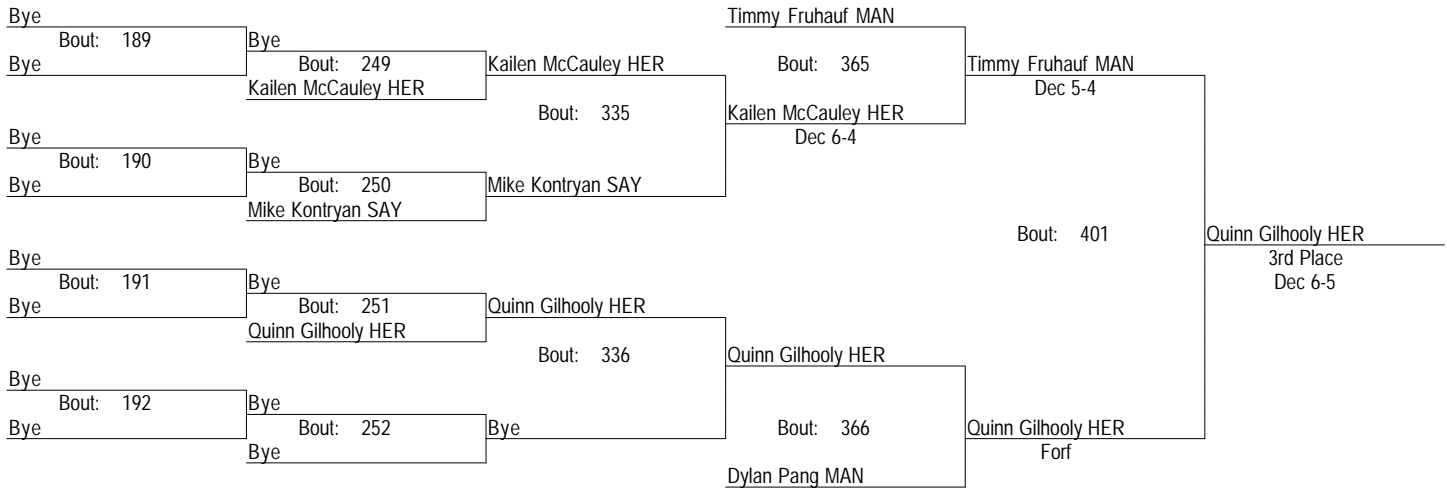 Bye
Timmy Fruhauf MAN
Bout: 189
Bye
Bye
Bout: 249
Kailen McCauley HER
Bout: 365
Timmy Fruhauf MAN
Kailen McCauley HER
Dec 5-4
Bout: 335
Kailen McCauley HER
Bye
Dec 6-4
Bout: 190
Bye
Bye
Bout: 250
Mike Kontryan SAY
Mike Kontryan SAY
Bout: 401
Quinn Gilhooly HER
Bye
3rd Place
Bout: 191
Bye
Dec 6-5
Bye
Bout: 251
Quinn Gilhooly HER
Quinn Gilhooly HER
Bout: 336
Quinn Gilhooly HER
Bye
Bout: 192
Bye
Bye
Bout: 252
Bye
Bout: 366
Quinn Gilhooly HER
Bye
Forf
Dylan Pang MAN